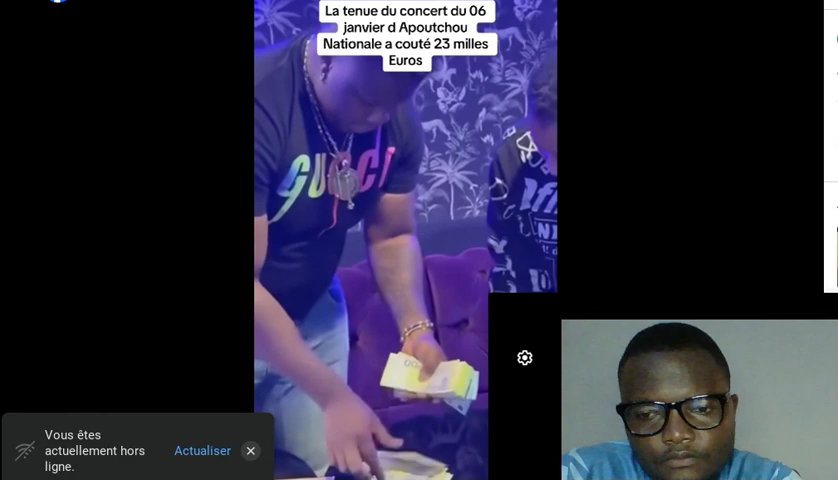 La tenue du concert du 06
janvier d Apoutchou
Nationale a couté 23 milles
Euros
GUCCI
Vous êtes
actuellement hors
ligne.
Actualiser